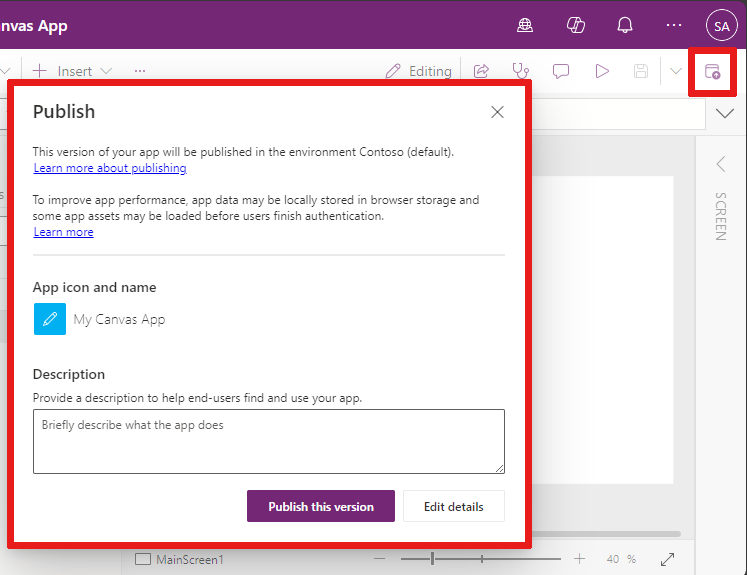 nvas App
SA
Insert
Editing
Publish
This version of your app will be published in the environment Contoso (default).
Learn more about publishing
To improve app performance, app data may be locally stored in browser storage and
some app assets may be loaded before users finish authentication.
Learn more
SCREEN
App icon and name
My Canvas App
Description
Provide a description to help end-users find and use your app.
Briefly describe what the app does
Publish this version
Edit details
MainScreen1
40 %